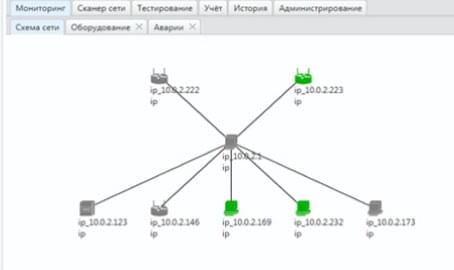 Мониторинг Сканер сети Тестирование Учёт История Администрирование
Схема сети Оборудование × Аварии ×
ip_10.0.2.222 ip_10.0.2.223
ip ip
ip_10.0.2.1
ip
ip_10.0.2.123 ip_10.0.2.146 ip_10.0.2.169 ip_10.0.2.232 ip_10.0.2.173
ip ip ip ip ip